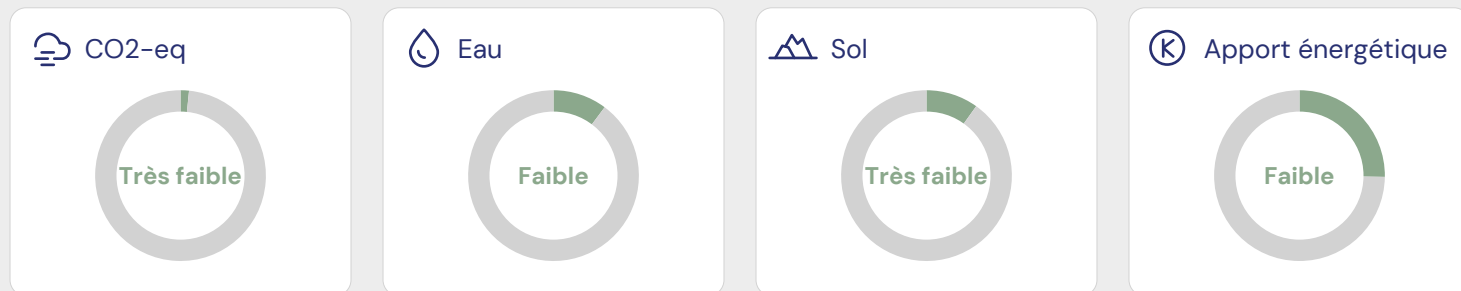 CO2-eq
Très faible
Eau
Faible
Sol
Très faible
Apport énergétique
Faible